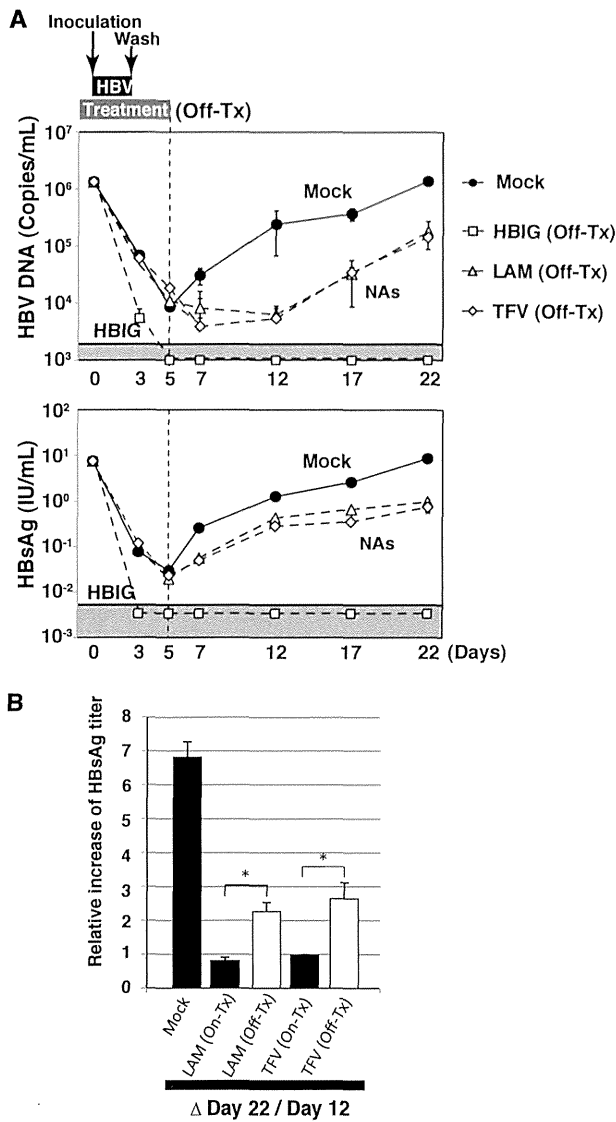 A
Inoculation
Wash
HBV
Treatment (Off-Tx)
HBV DNA (Copies/mL)
10^7
10^6
10^5
10^4
10^3
Mock
NAs
HBIG
0 3 5 7 12 17 22
Mock
HBIG (Off-Tx)
LAM (Off-Tx)
TFV (Off-Tx)
HBsAg (IU/mL)
10^2
10^1
10^0
10^-1
10^-2
10^-3
Mock
NAs
HBIG
0 3 5 7 12 17 22 (Days)
B
Relative increase of HBsAg titer
8
7
6
5
4
3
2
1
0
*
*
Mock
LAM (On-Tx)
LAM (Off-Tx)
TFV (On-Tx)
TFV (Off-Tx)
Δ Day 22 / Day 12